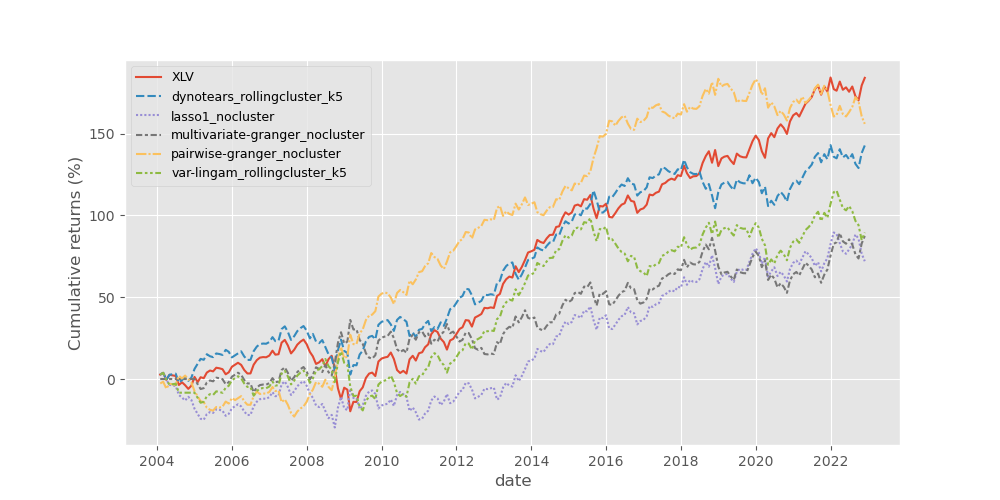 XLV
dynotears_rollingcluster_k5
lasso1_nocluster
multivariate-granger_nocluster
pairwise-granger_nocluster
var-lingam_rollingcluster_k5
Cumulative returns (%)
150
100
50
0
2004 2006 2008 2010 2012 2014 2016 2018 2020 2022
date